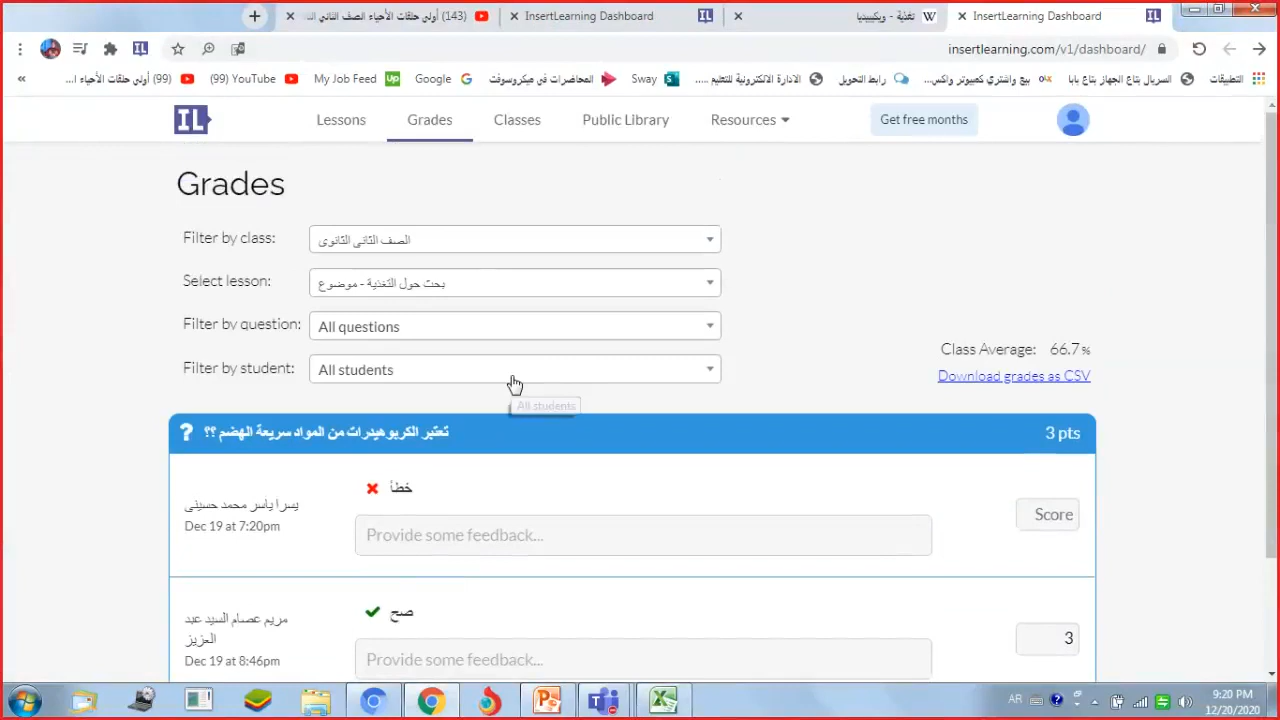 (143) أولي حلقات الأحياء الصف الثاني الث
InsertLearning Dashboard
تغذية - ويكيبيديا
InsertLearning Dashboard
insertlearning.com/v1/dashboard/
التطبيقات
السريال بتاع الجهاز بتاع بابا
بيع واشتري كمبيوتر واكس...
رابط التحويل
الادارة الالكترونية للتعليم .....
Sway
المحاضرات في ميكروسوفت
Google
My Job Feed
YouTube (99)
(99) أولي حلقات الأحياء ا...
IL
Lessons
Grades
Classes
Public Library
Resources
Get free months
Grades
Filter by class:
الصف الثانى الثانوى
Select lesson:
بحث حول التغذية - موضوع
Filter by question:
All questions
Filter by student:
All students
All students
Class Average: 66.7%
Download grades as CSV
تعتبر الكربوهيدرات من المواد سريعة الهضم ؟؟
3 pts
يسرا ياسر محمد حسينى
Dec 19 at 7:20pm
خطأ
Provide some feedback...
Score
مريم عصام السيد عبد
العزيز
Dec 19 at 8:46pm
صح
Provide some feedback...
3
AR
9:20 PM
12/20/2020